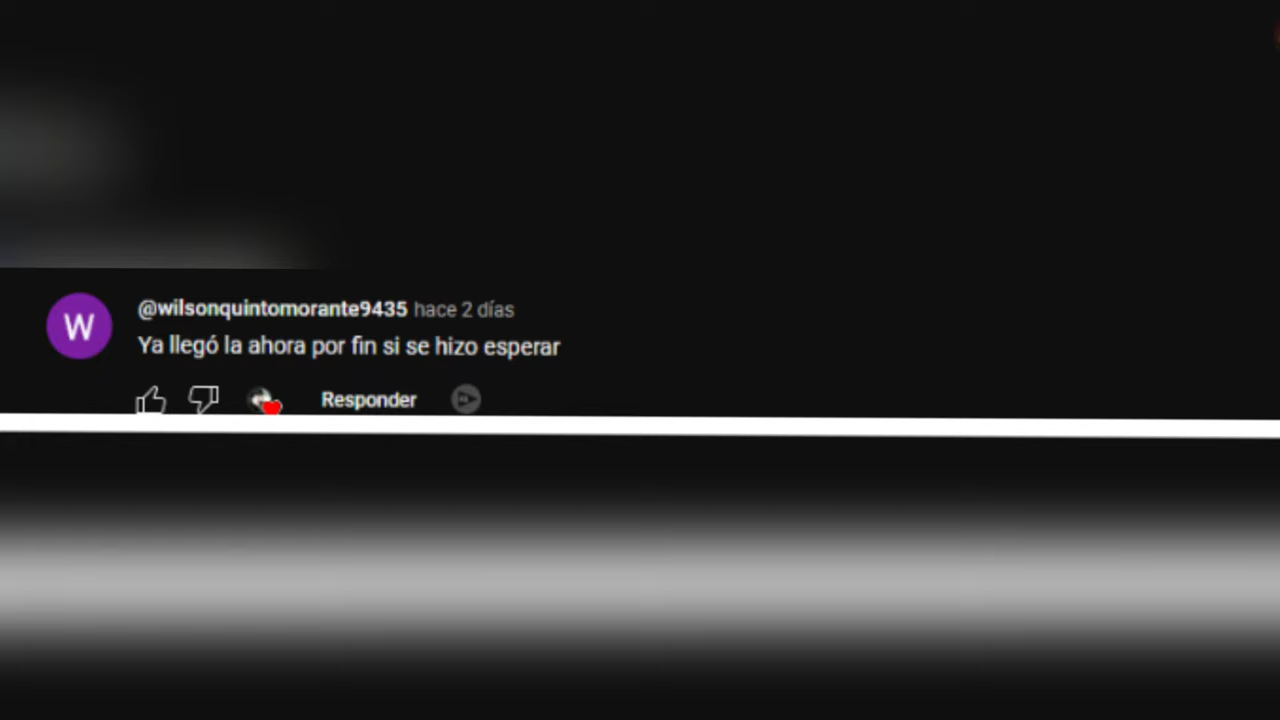 W
@wilsonquintomorante9435 hace 2 días
Ya llegó la ahora por fin si se hizo esperar
Responder